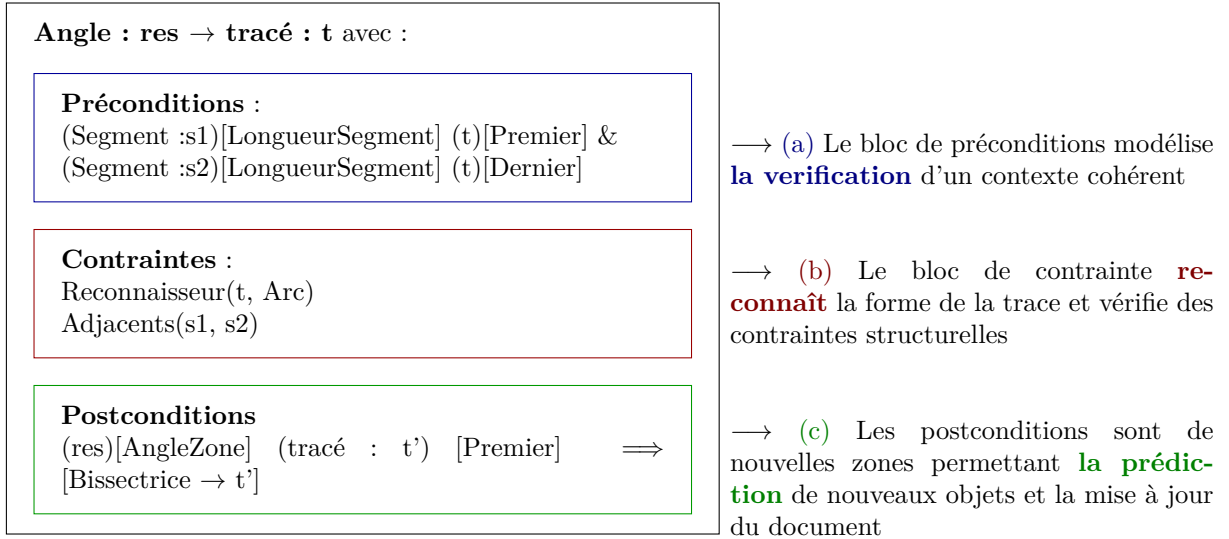 Angle : res → tracé : t avec :
Préconditions :
(Segment :s1)[LongueurSegment] (t)[Premier] &
(Segment :s2)[LongueurSegment] (t)[Dernier]
⟶ (a) Le bloc de préconditions modélise
la verification d'un contexte cohérent
Contraintes :
Reconnaisseur(t, Arc)
Adjacents(s1, s2)
⟶ (b) Le bloc de contrainte re-
connaît la forme de la trace et vérifie des
contraintes structurelles
Postconditions
(res)[AngleZone] (tracé : t') [Premier] ⟹
[Bissectrice → t']
⟶ (c) Les postconditions sont de
nouvelles zones permettant la prédic-
tion de nouveaux objets et la mise à jour
du document